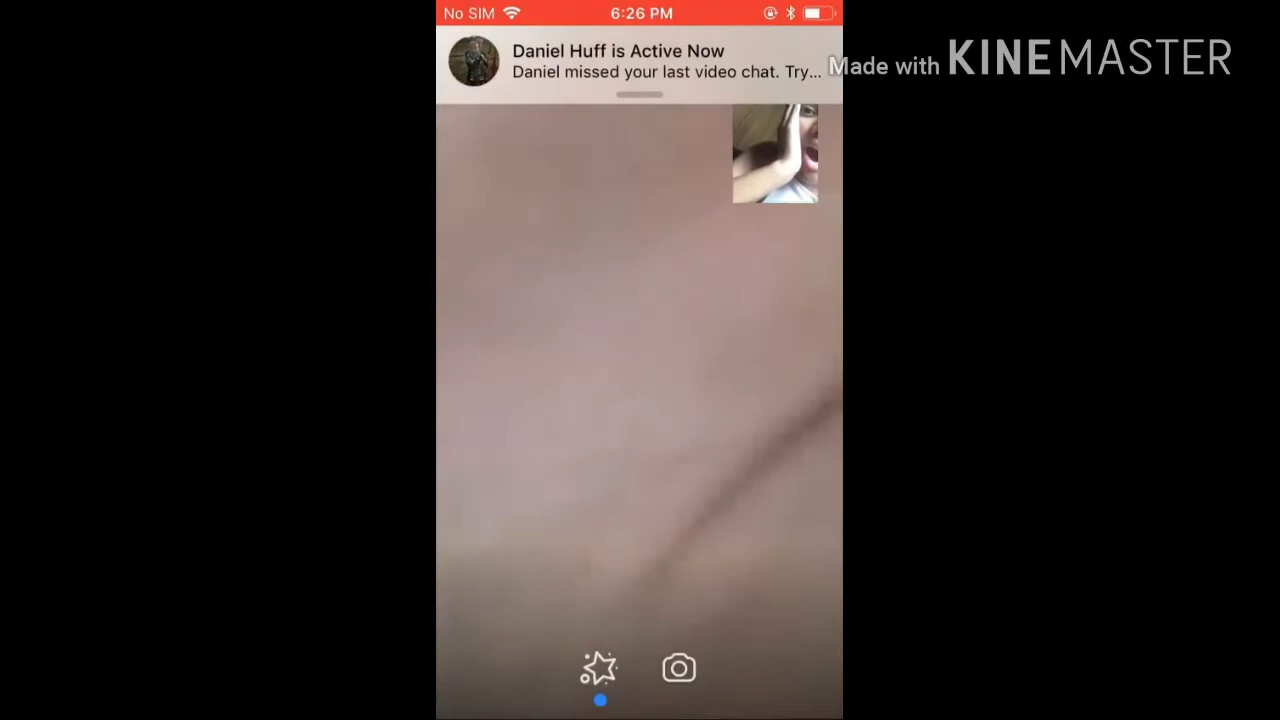 No SIM 6:26 PM
Daniel Huff is Active Now
Daniel missed your last video chat. Try...
Made with KINEMASTER